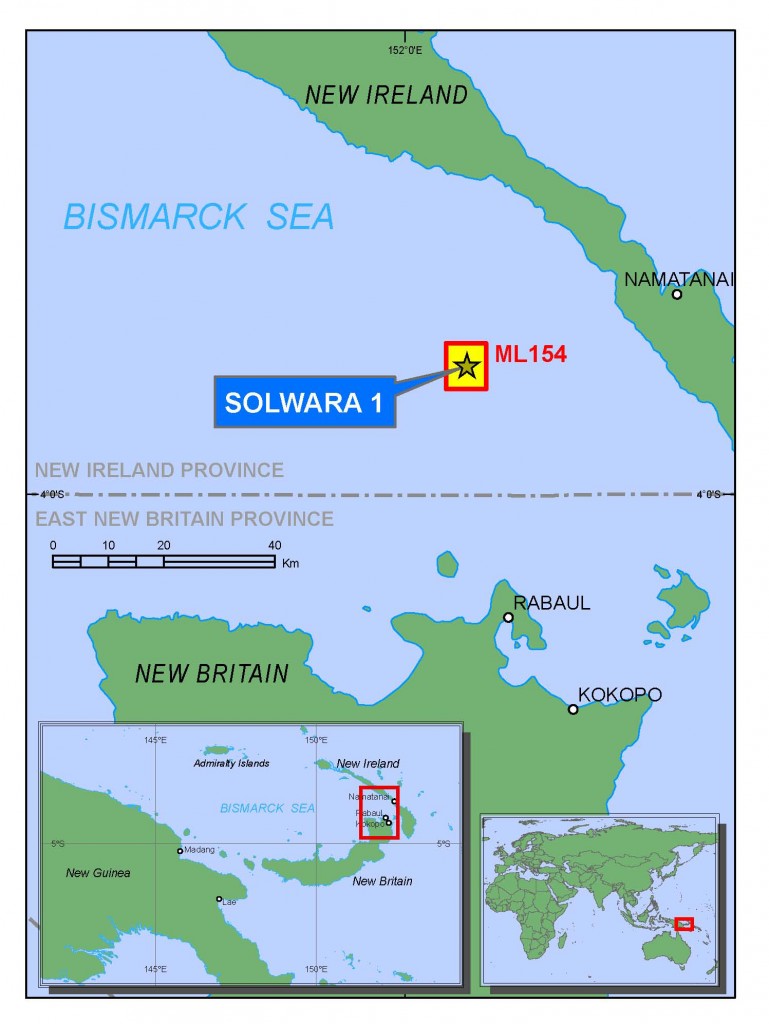 152°0'E
NEW IRELAND
BISMARCK SEA
NAMATANAI
ML154
SOLWARA 1
NEW IRELAND PROVINCE
4°0'S
4°0'S
EAST NEW BRITAIN PROVINCE
0 10 20 40
Km
RABAUL
NEW BRITAIN
KOKOPO
145°E
150°E
Admiralty Islands
New Ireland
Namatanai
BISMARCK SEA
Rabaul
Kokopo
5°S
5°S
Madang
New Guinea
New Britain
Lae
145°E
150°E